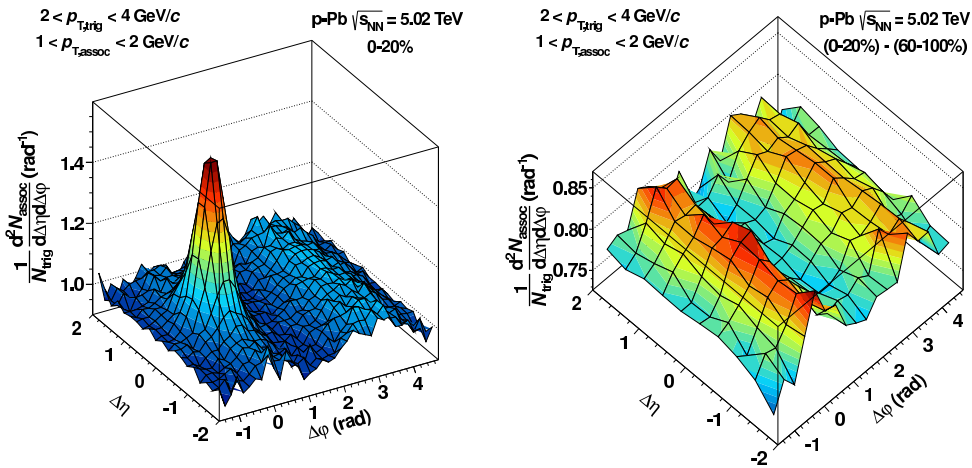 2 < p_T,trig < 4 GeV/c
1 < p_T,assoc < 2 GeV/c
p-Pb √s_NN = 5.02 TeV
0-20%
1/N_trig d²N_assoc/dΔηdΔφ (rad⁻¹)
1.4
1.2
1.0
2
1
0
-1
-2
Δη
-1
0
1
2
3
4
Δφ (rad)
2 < p_T,trig < 4 GeV/c
1 < p_T,assoc < 2 GeV/c
p-Pb √s_NN = 5.02 TeV
(0-20%) - (60-100%)
1/N_trig d²N_assoc/dΔηdΔφ (rad⁻¹)
0.85
0.80
0.75
2
1
0
-1
-2
Δη
-1
0
1
2
3
4
Δφ (rad)